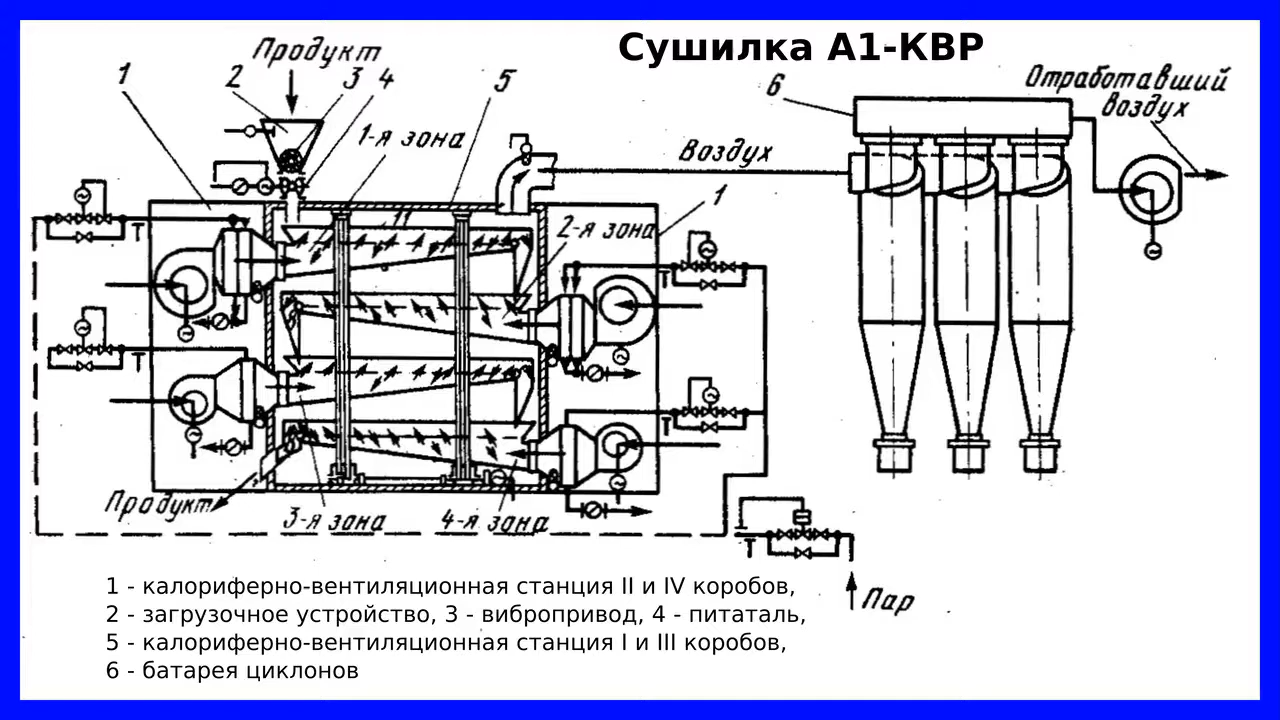 Сушилка А1-КВР
Продукт
1
2
3
4
5
6
Отработавший
воздух
1-я зона
Воздух
11
2-я зона
1
Продукт
3-я зона
4-я зона
Пар
1 - калориферно-вентиляционная станция II и IV коробов,
2 - загрузочное устройство, 3 - вибропривод, 4 - питаталь,
5 - калориферно-вентиляционная станция I и III коробов,
6 - батарея циклонов